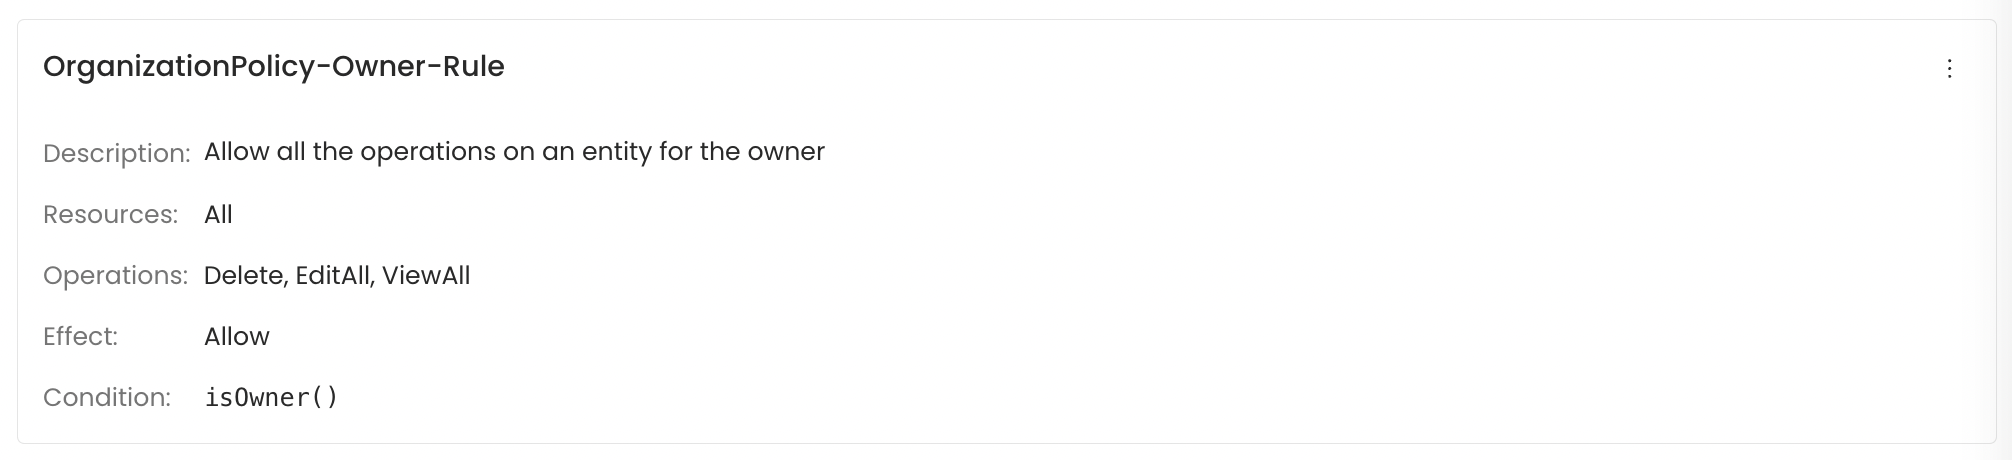 OrganizationPolicy-Owner-Rule
Description: Allow all the operations on an entity for the owner
Resources: All
Operations: Delete, EditAll, ViewAll
Effect: Allow
Condition: isOwner()